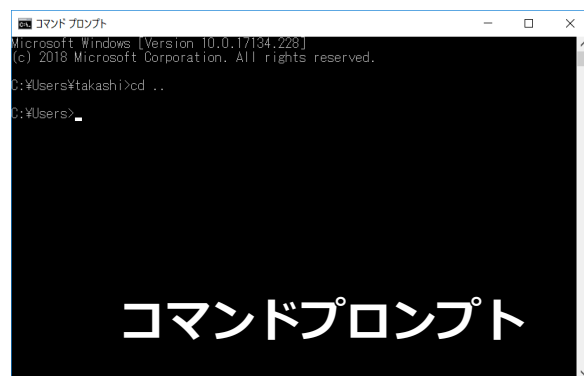 コマンド プロンプト
Microsoft Windows [Version 10.0.17134.228]
(c) 2018 Microsoft Corporation. All rights reserved.
C:¥Users¥takashi>cd ..
C:¥Users>
コマンドプロンプト